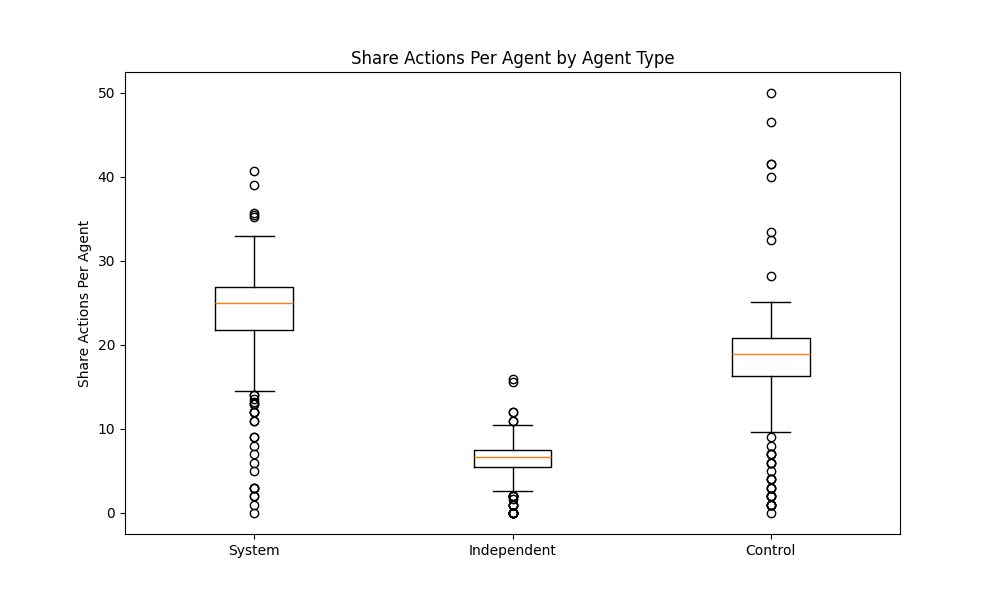 Share Actions Per Agent by Agent Type
Share Actions Per Agent
50
40
30
20
10
0
System
Independent
Control